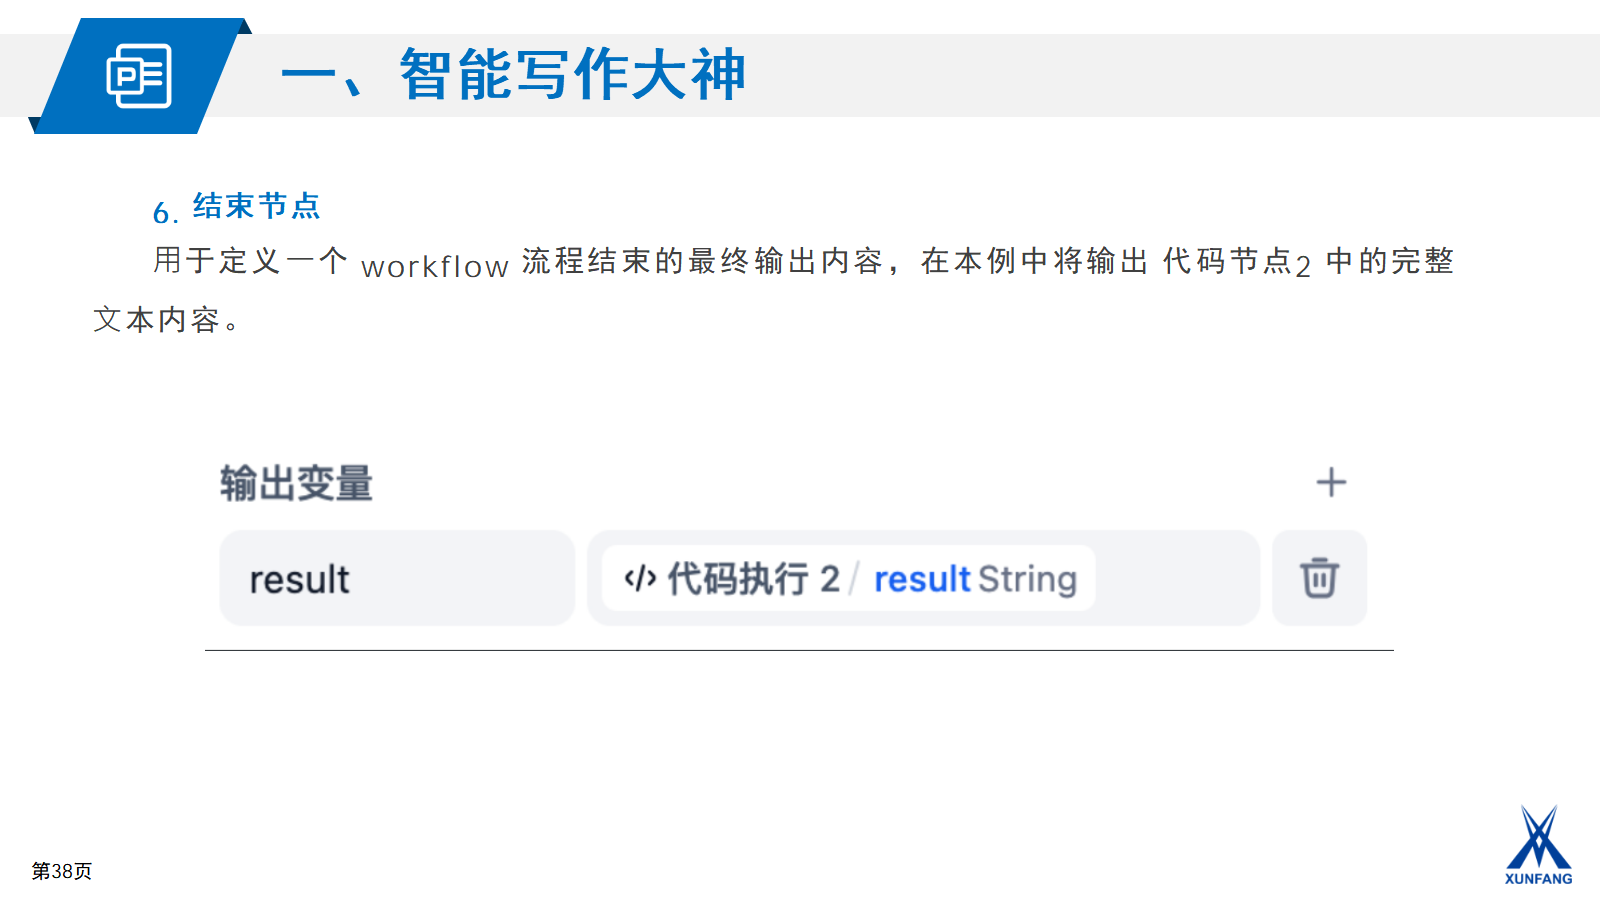 一、智能写作大神
6. 结束节点
用于定义一个 workflow 流程结束的最终输出内容，在本例中将输出 代码节点2 中的完整
文本内容。
输出变量
result
代码执行 2 / result String
第38页
XUNFANG